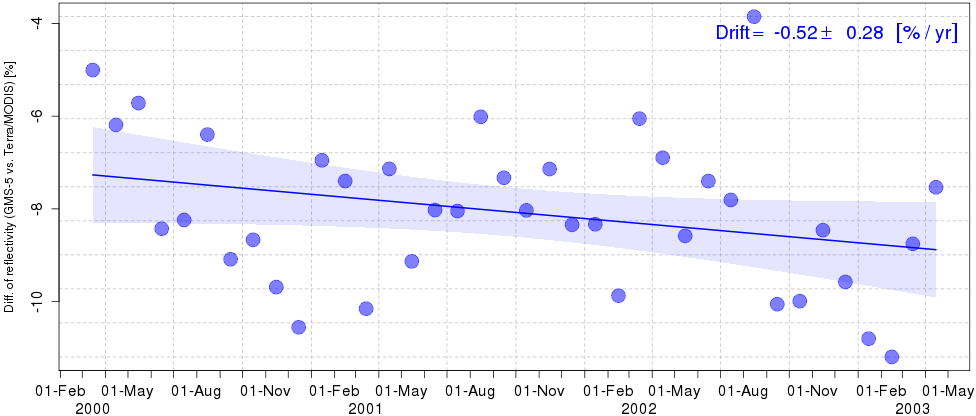 Drift= -0.52± 0.28 [%/yr]
Diff. of reflectivity (GMS-5 vs. Terra/MODIS) [%]
-4
-6
-8
-10
01-Feb 01-May 01-Aug 01-Nov 01-Feb 01-May 01-Aug 01-Nov 01-Feb 01-May 01-Aug 01-Nov 01-Feb 01-May
2000 2001 2002 2003